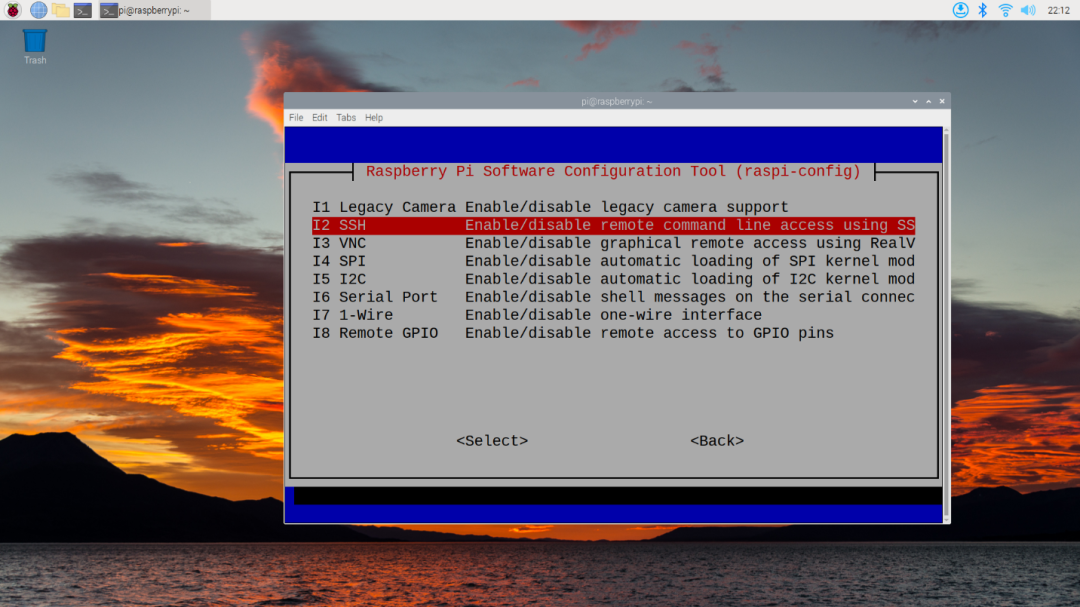 pi@raspberrypi: ~
22:12
Trash
pi@raspberrypi: ~
File Edit Tabs Help
Raspberry Pi Software Configuration Tool (raspi-config)
I1 Legacy Camera Enable/disable legacy camera support
I2 SSH Enable/disable remote command line access using SS
I3 VNC Enable/disable graphical remote access using RealV
I4 SPI Enable/disable automatic loading of SPI kernel mod
I5 I2C Enable/disable automatic loading of I2C kernel mod
I6 Serial Port Enable/disable shell messages on the serial connec
I7 1-Wire Enable/disable one-wire interface
I8 Remote GPIO Enable/disable remote access to GPIO pins
<Select> <Back>